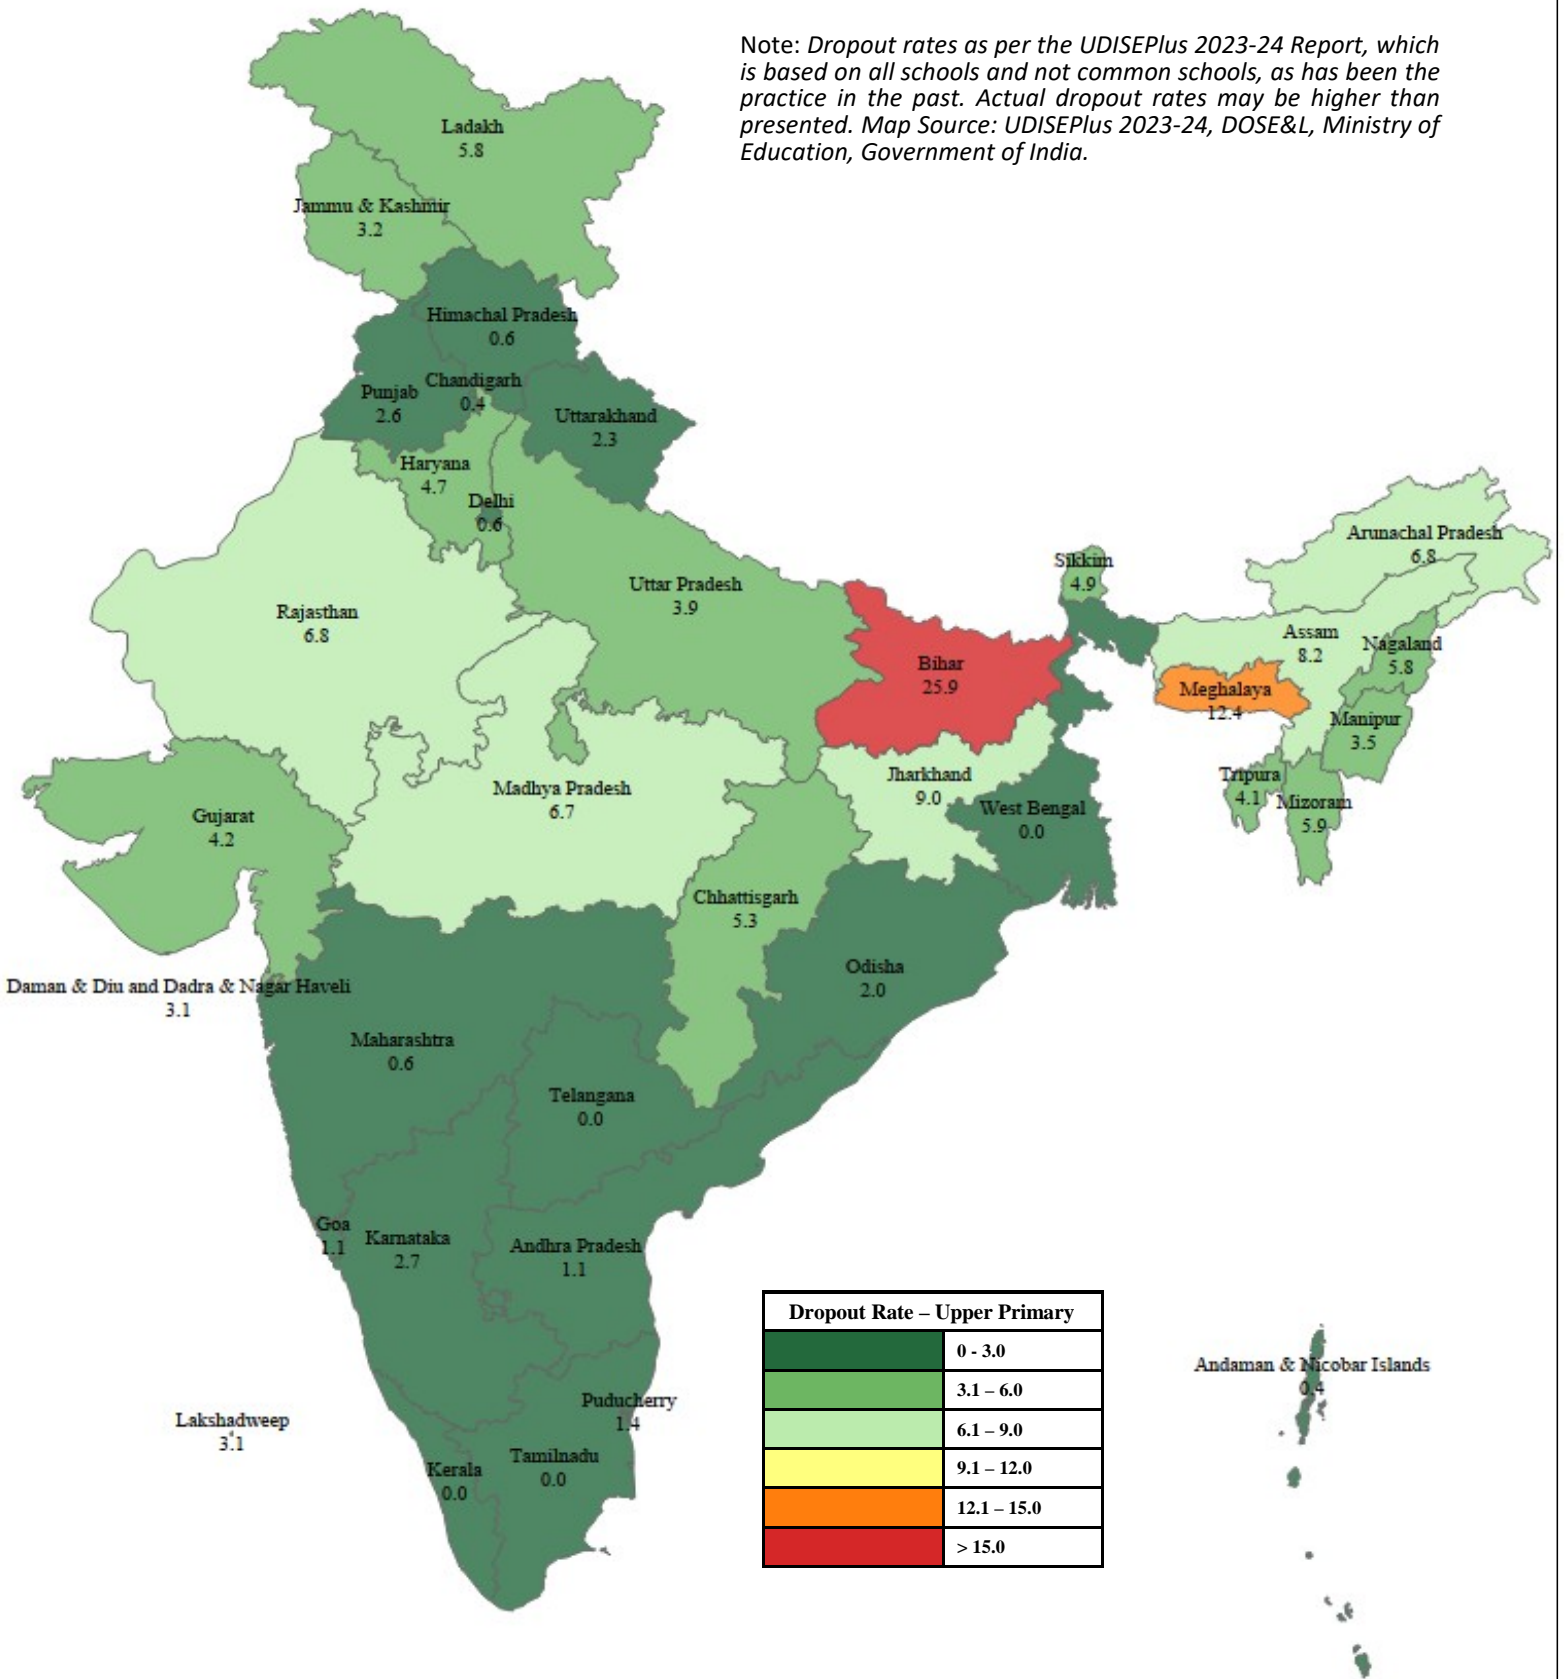 Note: Dropout rates as per the UDISEPlus 2023-24 Report, which
is based on all schools and not common schools, as has been the
practice in the past. Actual dropout rates may be higher than
presented. Map Source: UDISEPlus 2023-24, DOSE&L, Ministry of
Education, Government of India.
Ladakh
5.8
Jammu & Kashmir
3.2
Himachal Pradesh
0.6
Chandigarh
0.4
Punjab
2.6
Uttarakhand
2.3
Haryana
4.7
Delhi
0.6
Rajasthan
6.8
Uttar Pradesh
3.9
Bihar
25.9
Sikkim
4.9
Arunachal Pradesh
6.8
Assam
8.2
Nagaland
5.8
Meghalaya
12.4
Manipur
3.5
Tripura
4.1
Mizoram
5.9
Gujarat
4.2
Madhya Pradesh
6.7
Jharkhand
9.0
West Bengal
0.0
Chhattisgarh
5.3
Odisha
2.0
Daman & Diu and Dadra & Nagar Haveli
3.1
Maharashtra
0.6
Telangana
0.0
Goa
1.1
Karnataka
2.7
Andhra Pradesh
1.1
Puducherry
1.4
Lakshadweep
3.1
Kerala
0.0
Tamilnadu
0.0
Andaman & Nicobar Islands
0.4
Dropout Rate – Upper Primary
0 - 3.0
3.1 – 6.0
6.1 – 9.0
9.1 – 12.0
12.1 – 15.0
> 15.0